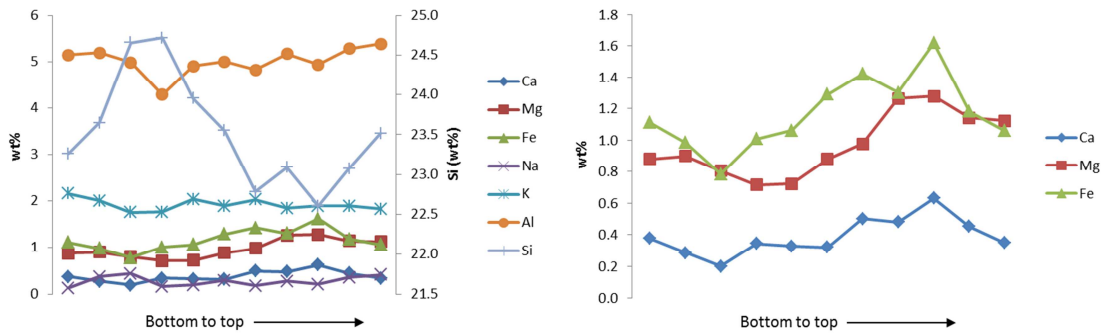 6
5
4
3
2
1
0
wt%
25.0
24.5
24.0
23.5
23.0
22.5
22.0
21.5
Si (wt%)
Bottom to top
Ca
Mg
Fe
Na
K
Al
Si
1.8
1.6
1.4
1.2
1.0
0.8
0.6
0.4
0.2
0.0
wt%
Bottom to top
Ca
Mg
Fe